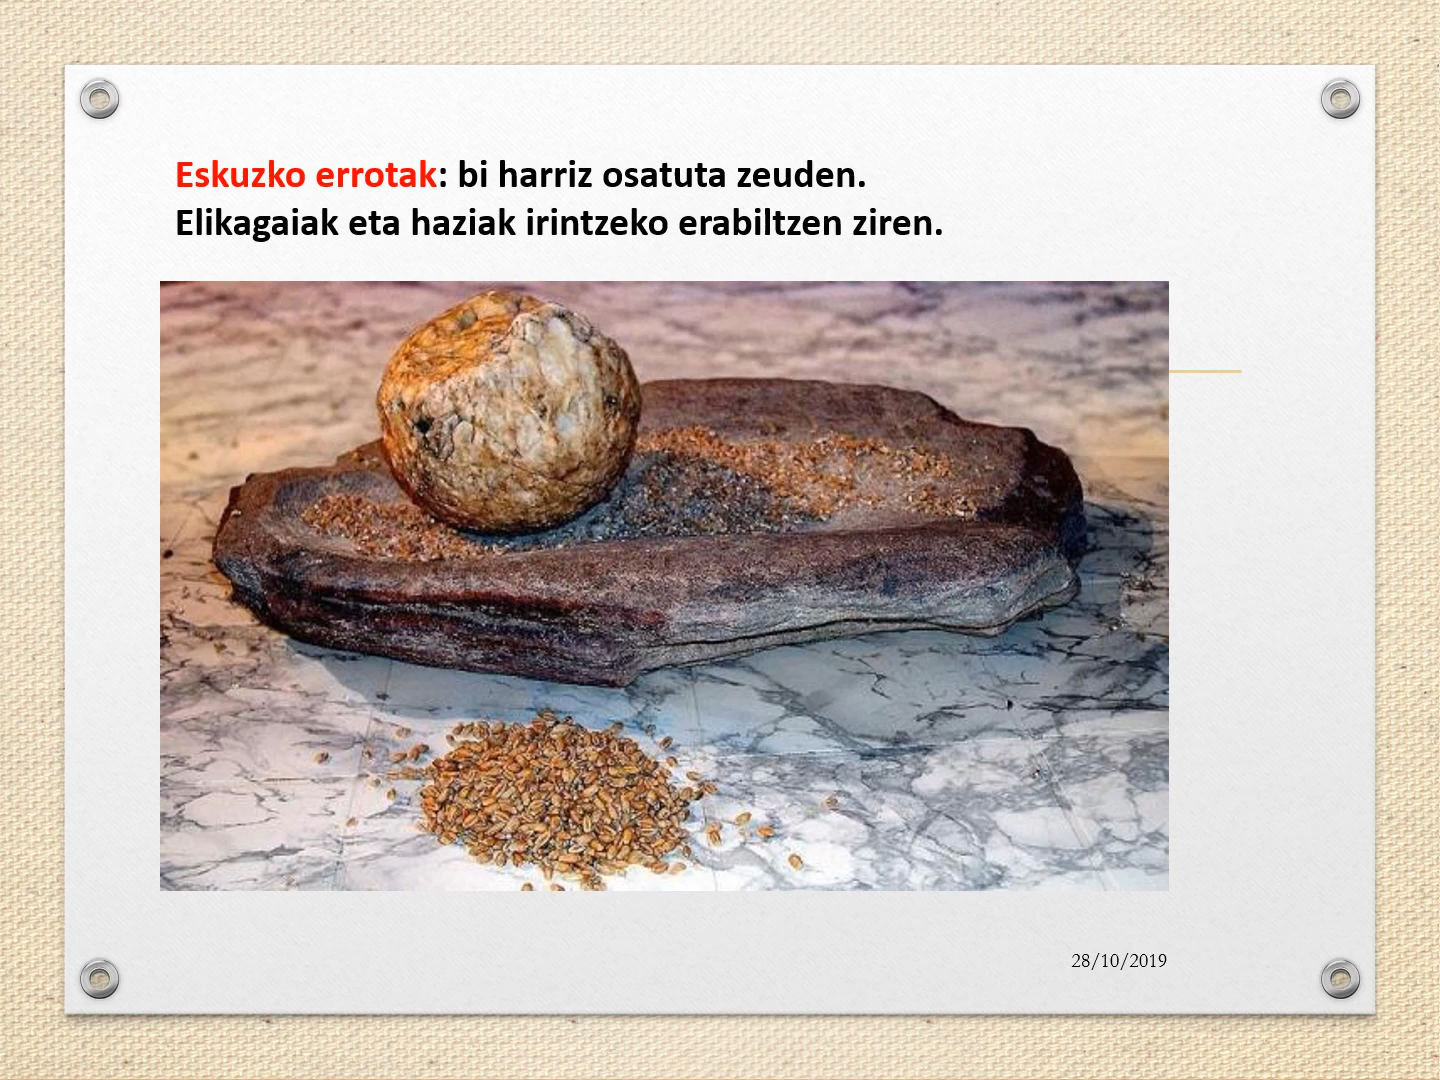 Eskuzko errotak: bi harriz osatuta zeuden.
Elikagaiak eta haziak irintzeko erabiltzen ziren.
28/10/2019